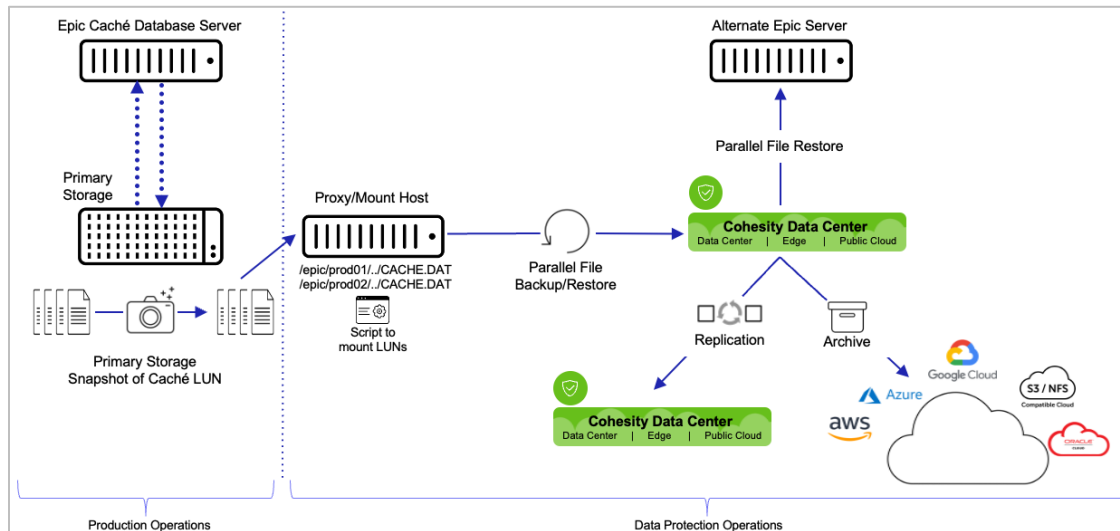 Epic Caché Database Server
Alternate Epic Server
Primary
Storage
Parallel File Restore
Proxy/Mount Host
/epic/prod01/../CACHE.DAT
/epic/prod02/../CACHE.DAT
Script to
mount LUNs
Parallel File
Backup/Restore
Cohesity Data Center
Data Center | Edge | Public Cloud
Primary Storage
Snapshot of Caché LUN
Replication
Archive
Cohesity Data Center
Data Center | Edge | Public Cloud
Google Cloud
Azure
aws
S3 / NFS
Compatible Cloud
ORACLE
CLOUD
Production Operations
Data Protection Operations